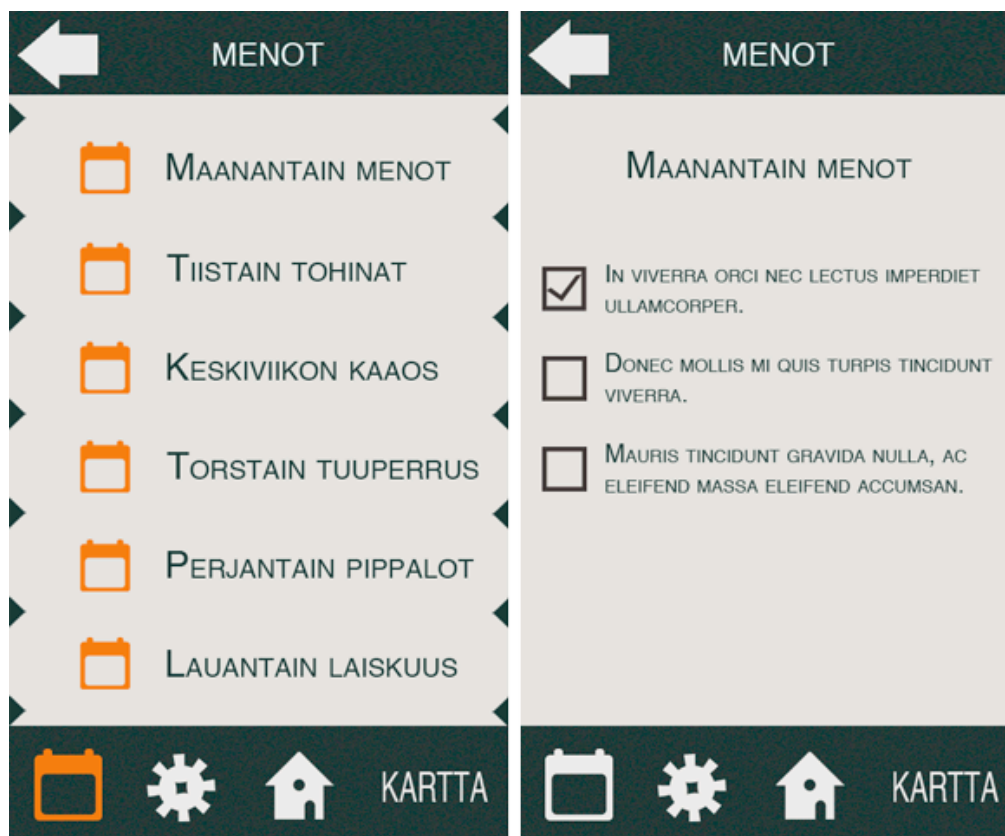 MENOT
MAANANTAIN MENOT
TIISTAIN TOHINAT
KESKIVIIKON KAAOS
TORSTAIN TUUPERRUS
PERJANTAIN PIPPALOT
LAUANTAIN LAISKUUS
KARTTA
MENOT
MAANANTAIN MENOT
IN VIVERRA ORCI NEC LECTUS IMPERDIET
ULLAMCORPER.
DONEC MOLLIS MI QUIS TURPIS TINCIDUNT
VIVERRA.
MAURIS TINCIDUNT GRAVIDA NULLA, AC
ELEIFEND MASSA ELEIFEND ACCUMSAN.
KARTTA